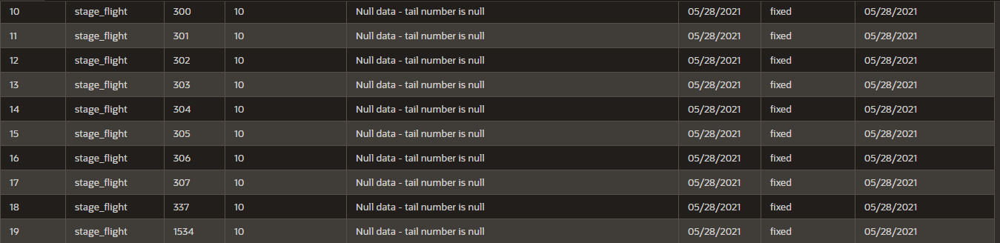 10 stage_flight 300 10 Null data - tail number is null 05/28/2021 fixed 05/28/2021
11 stage_flight 301 10 Null data - tail number is null 05/28/2021 fixed 05/28/2021
12 stage_flight 302 10 Null data - tail number is null 05/28/2021 fixed 05/28/2021
13 stage_flight 303 10 Null data - tail number is null 05/28/2021 fixed 05/28/2021
14 stage_flight 304 10 Null data - tail number is null 05/28/2021 fixed 05/28/2021
15 stage_flight 305 10 Null data - tail number is null 05/28/2021 fixed 05/28/2021
16 stage_flight 306 10 Null data - tail number is null 05/28/2021 fixed 05/28/2021
17 stage_flight 307 10 Null data - tail number is null 05/28/2021 fixed 05/28/2021
18 stage_flight 337 10 Null data - tail number is null 05/28/2021 fixed 05/28/2021
19 stage_flight 1534 10 Null data - tail number is null 05/28/2021 fixed 05/28/2021